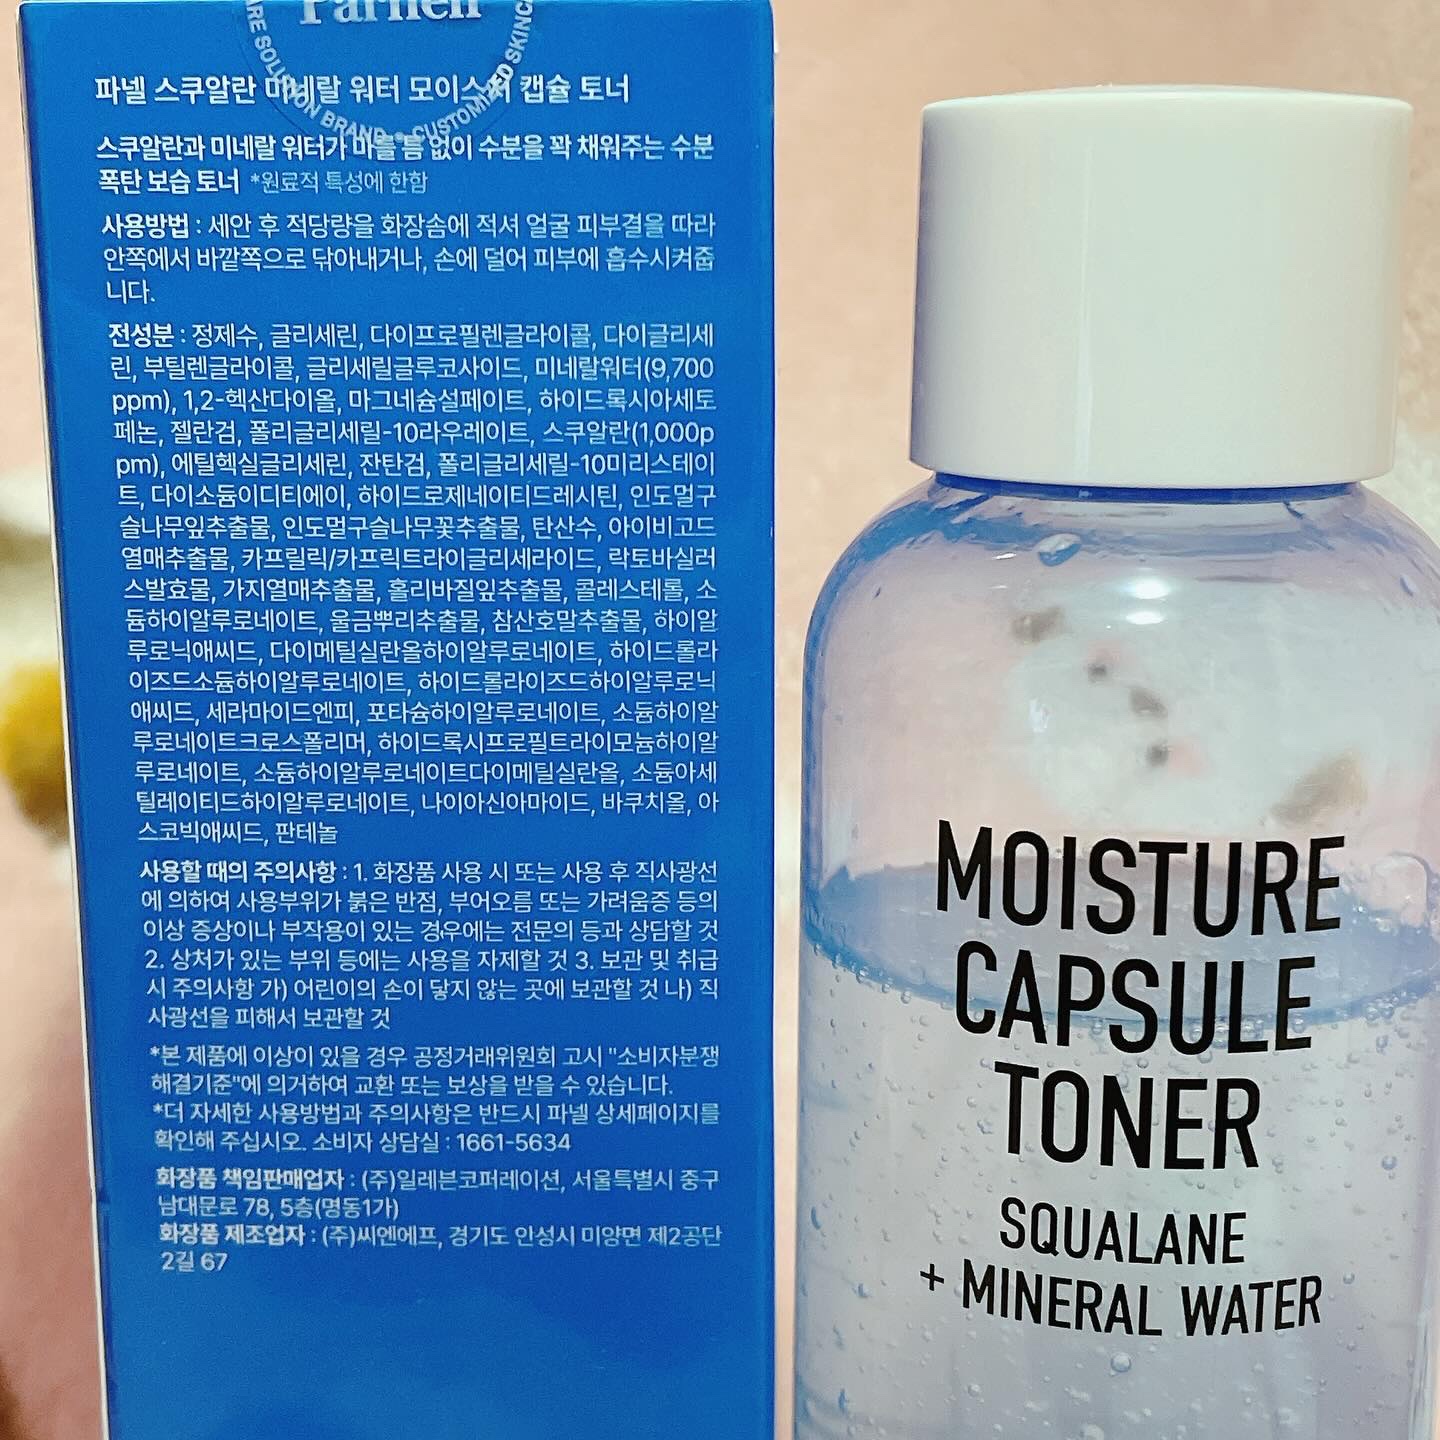 Parnell
CARE SOLUTION BRAND • CUSTOMIZED SKINC
파넬 스쿠알란 미네랄 워터 모이스처 캡슐 토너
스쿠알란과 미네랄 워터가 마를 틈 없이 수분을 꽉 채워주는 수분
폭탄 보습 토너 *원료적 특성에 한함
사용방법 : 세안 후 적당량을 화장솜에 적셔 얼굴 피부결을 따라
안쪽에서 바깥쪽으로 닦아내거나, 손에 덜어 피부에 흡수시켜줍
니다.
전성분 : 정제수, 글리세린, 다이프로필렌글라이콜, 다이글리세
린, 부틸렌글라이콜, 글리세릴글루코사이드, 미네랄워터(9,700
ppm), 1,2-헥산다이올, 마그네슘설페이트, 하이드록시아세토
페논, 젤란검, 폴리글리세릴-10라우레이트, 스쿠알란(1,000p
pm), 에틸헥실글리세린, 잔탄검, 폴리글리세릴-10미리스테이
트, 다이소듐이디티에이, 하이드로제네이티드레시틴, 인도멀구
슬나무잎추출물, 인도멀구슬나무꽃추출물, 탄산수, 아이비고드
열매추출물, 카프릴릭/카프릭트라이글리세라이드, 락토바실러
스발효물, 가지열매추출물, 홀리바질잎추출물, 콜레스테롤, 소
듐하이알루로네이트, 울금뿌리추출물, 참산호말추출물, 하이알
루로닉애씨드, 다이메틸실란올하이알루로네이트, 하이드롤라
이즈드소듐하이알루로네이트, 하이드롤라이즈드하이알루로닉
애씨드, 세라마이드엔피, 포타슘하이알루로네이트, 소듐하이알
루로네이트크로스폴리머, 하이드록시프로필트라이모늄하이알
루로네이트, 소듐하이알루로네이트다이메틸실란올, 소듐아세
틸레이티드하이알루로네이트, 나이아신아마이드, 바쿠치올, 아
스코빅애씨드, 판테놀
사용할 때의 주의사항 : 1. 화장품 사용 시 또는 사용 후 직사광선
에 의하여 사용부위가 붉은 반점, 부어오름 또는 가려움증 등의
이상 증상이나 부작용이 있는 경우에는 전문의 등과 상담할 것
2. 상처가 있는 부위 등에는 사용을 자제할 것 3. 보관 및 취급
시 주의사항 가) 어린이의 손이 닿지 않는 곳에 보관할 것 나) 직
사광선을 피해서 보관할 것
*본 제품에 이상이 있을 경우 공정거래위원회 고시 "소비자분쟁
해결기준"에 의거하여 교환 또는 보상을 받을 수 있습니다.
*더 자세한 사용방법과 주의사항은 반드시 파넬 상세페이지를
확인해 주십시오. 소비자 상담실 : 1661-5634
화장품 책임판매업자 : (주)일레븐코퍼레이션, 서울특별시 중구
남대문로 78, 5층(명동1가)
화장품 제조업자 : (주)씨엔에프, 경기도 안성시 미양면 제2공단
2길 67
MOISTURE
CAPSULE
TONER
SQUALANE
+ MINERAL WATER